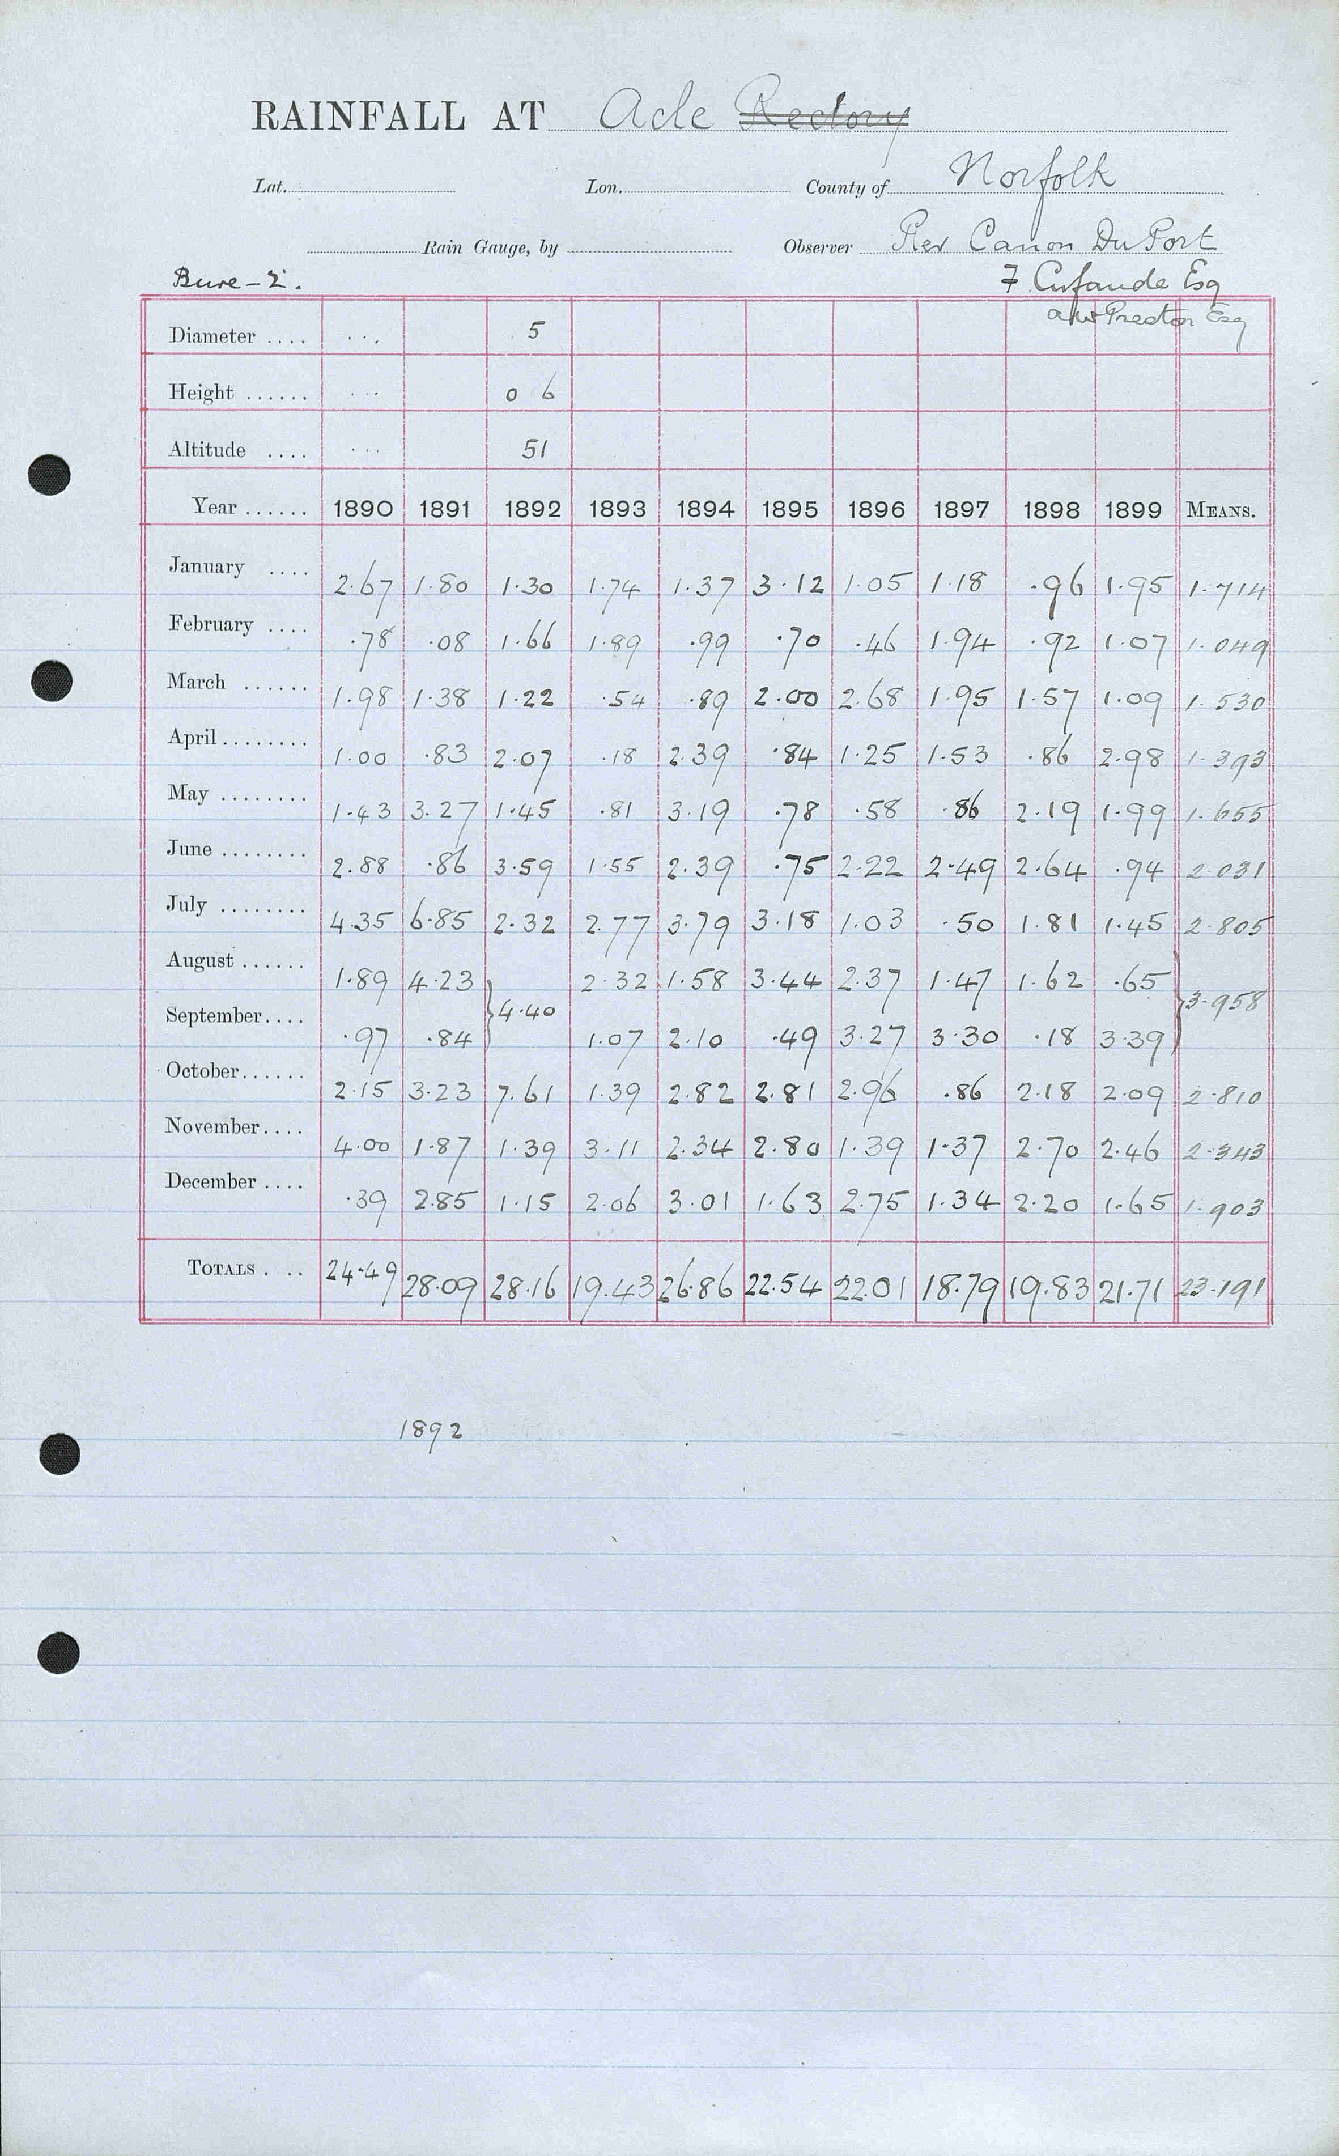 RAINFALL AT Acle Rectory
Lat. Lon. County of Norfolk
Rain Gauge, by Observer Rev Canon Du Port
Bure - 2. 7 Cufaude Esq
AW Preston Esq
Diameter .... ... 5
Height ...... ... 0 6
Altitude .... ... 51
Year ...... 1890 1891 1892 1893 1894 1895 1896 1897 1898 1899 MEANS.
January .... 2.67 1.80 1.30 1.74 1.37 3.12 1.05 1.18 .96 1.95 1.714
February .... .78 .08 1.66 1.89 .99 .70 .46 1.94 .92 1.07 1.049
March ...... 1.98 1.38 1.22 .54 .89 2.00 2.68 1.95 1.57 1.09 1.530
April ........ 1.00 .83 2.07 .18 2.39 .84 1.25 1.53 .86 2.98 1.393
May ........ 1.43 3.27 1.45 .81 3.19 .78 .58 .86 2.19 1.99 1.655
June ........ 2.88 .86 3.59 1.55 2.39 .75 2.22 2.49 2.64 .94 2.031
July ........ 4.35 6.85 2.32 2.77 3.79 3.18 1.03 .50 1.81 1.45 2.805
August ...... 1.89 4.23 2.32 1.58 3.44 2.37 1.47 1.62 .65
} 4.40 } 3.958
September .... .97 .84 1.07 2.10 .49 3.27 3.30 .18 3.39
October ...... 2.15 3.23 7.61 1.39 2.82 2.81 2.96 .86 2.18 2.09 2.810
November .... 4.00 1.87 1.39 3.11 2.34 2.80 1.39 1.37 2.70 2.46 2.343
December .... .39 2.85 1.15 2.06 3.01 1.63 2.75 1.34 2.20 1.65 1.903
TOTALS .... 24.49 28.09 28.16 19.43 26.86 22.54 22.01 18.79 19.83 21.71 23.191
1892